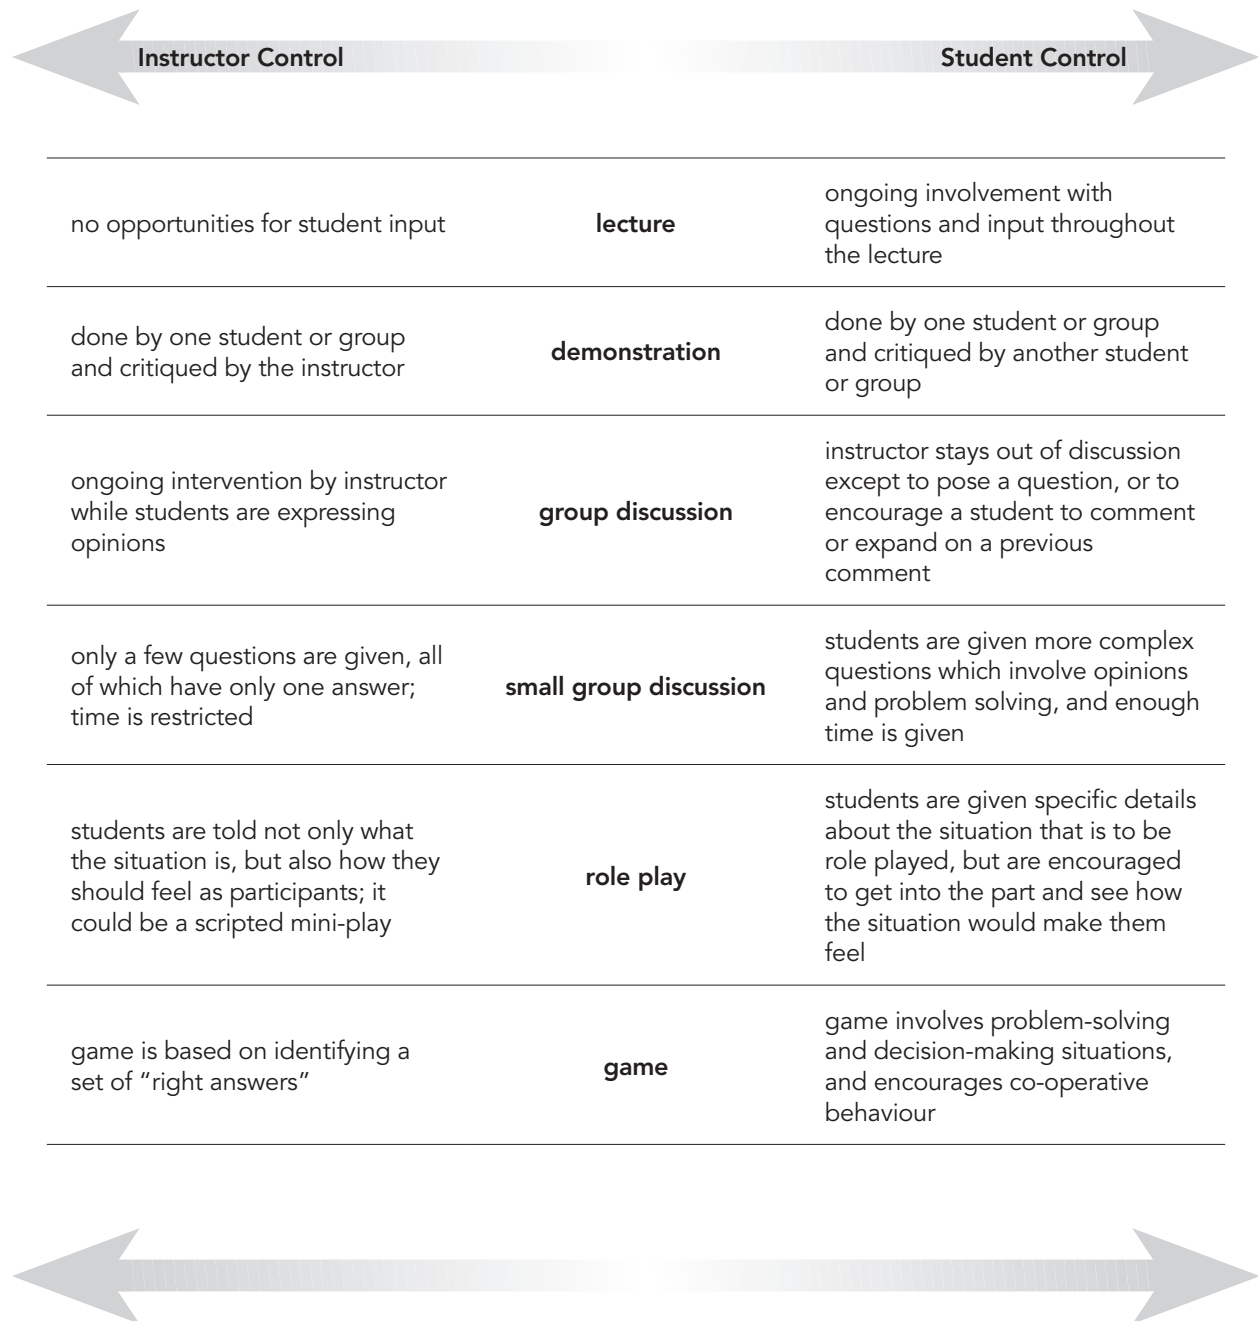 Instructor Control
Student Control
no opportunities for student input
lecture
ongoing involvement with
questions and input throughout
the lecture
done by one student or group
and critiqued by the instructor
demonstration
done by one student or group
and critiqued by another student
or group
ongoing intervention by instructor
while students are expressing
opinions
group discussion
instructor stays out of discussion
except to pose a question, or to
encourage a student to comment
or expand on a previous
comment
only a few questions are given, all
of which have only one answer;
time is restricted
small group discussion
students are given more complex
questions which involve opinions
and problem solving, and enough
time is given
students are told not only what
the situation is, but also how they
should feel as participants; it
could be a scripted mini-play
role play
students are given specific details
about the situation that is to be
role played, but are encouraged
to get into the part and see how
the situation would make them
feel
game is based on identifying a
set of “right answers”
game
game involves problem-solving
and decision-making situations,
and encourages co-operative
behaviour